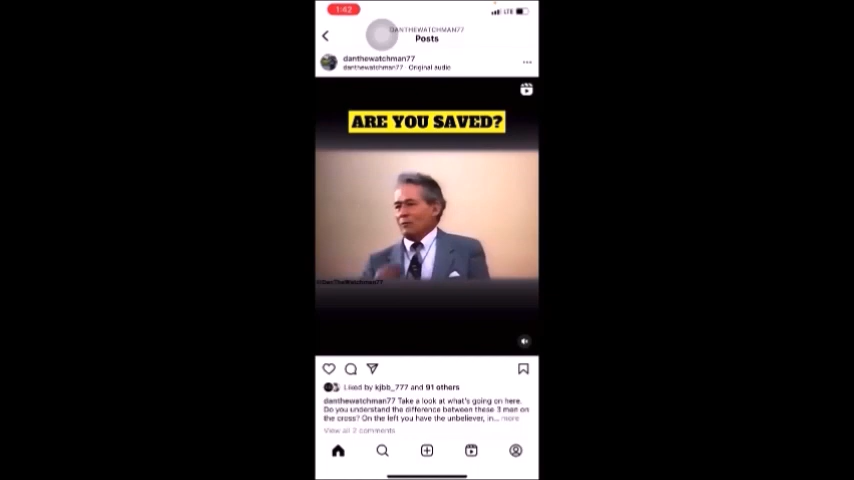 1:42
LTE
DANTHEWATCHMAN77
Posts
danthewatchman77
danthewatchman77 · Original audio
ARE YOU SAVED?
Liked by kjbb_777 and 91 others
danthewatchman77 Take a look at what's going on here.
Do you understand the difference between these 3 men on
the cross? On the left you have the unbeliever, in... more
View all 2 comments